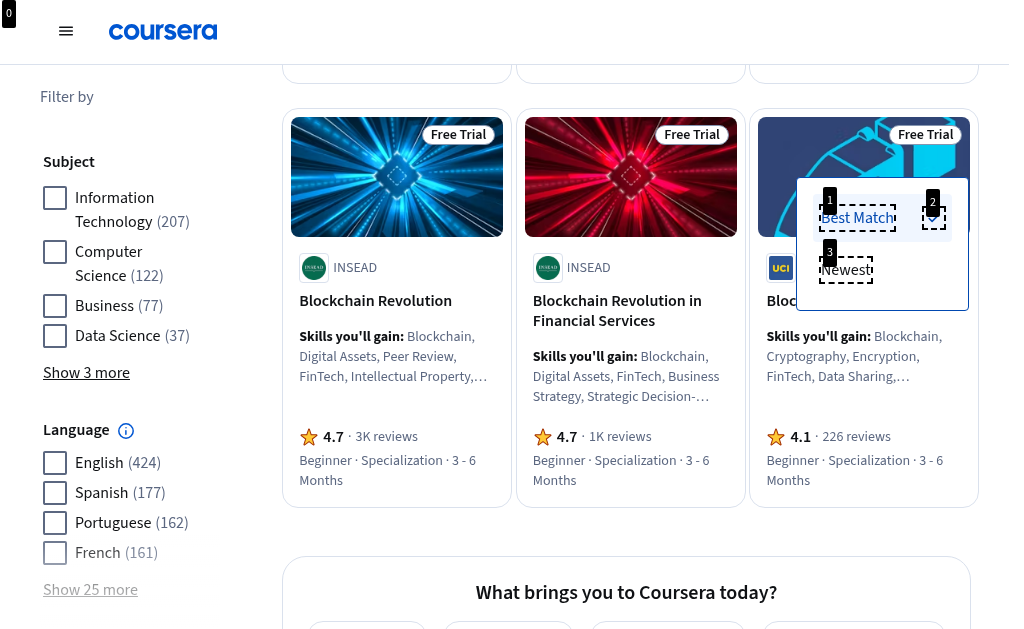 0
coursera
Filter by
Subject
Information
Technology (207)
Computer
Science (122)
Business (77)
Data Science (37)
Show 3 more
Language
English (424)
Spanish (177)
Portuguese (162)
French (161)
Show 25 more
Free Trial
INSEAD
INSEAD
Blockchain Revolution
Skills you'll gain: Blockchain,
Digital Assets, Peer Review,
FinTech, Intellectual Property,…
4.7 · 3K reviews
Beginner · Specialization · 3 - 6
Months
Free Trial
INSEAD
INSEAD
Blockchain Revolution in
Financial Services
Skills you'll gain: Blockchain,
Digital Assets, FinTech, Business
Strategy, Strategic Decision-…
4.7 · 1K reviews
Beginner · Specialization · 3 - 6
Months
Free Trial
1
2
Best Match
3
Newest
UCI
Bloc
Skills you'll gain: Blockchain,
Cryptography, Encryption,
FinTech, Data Sharing,…
4.1 · 226 reviews
Beginner · Specialization · 3 - 6
Months
What brings you to Coursera today?